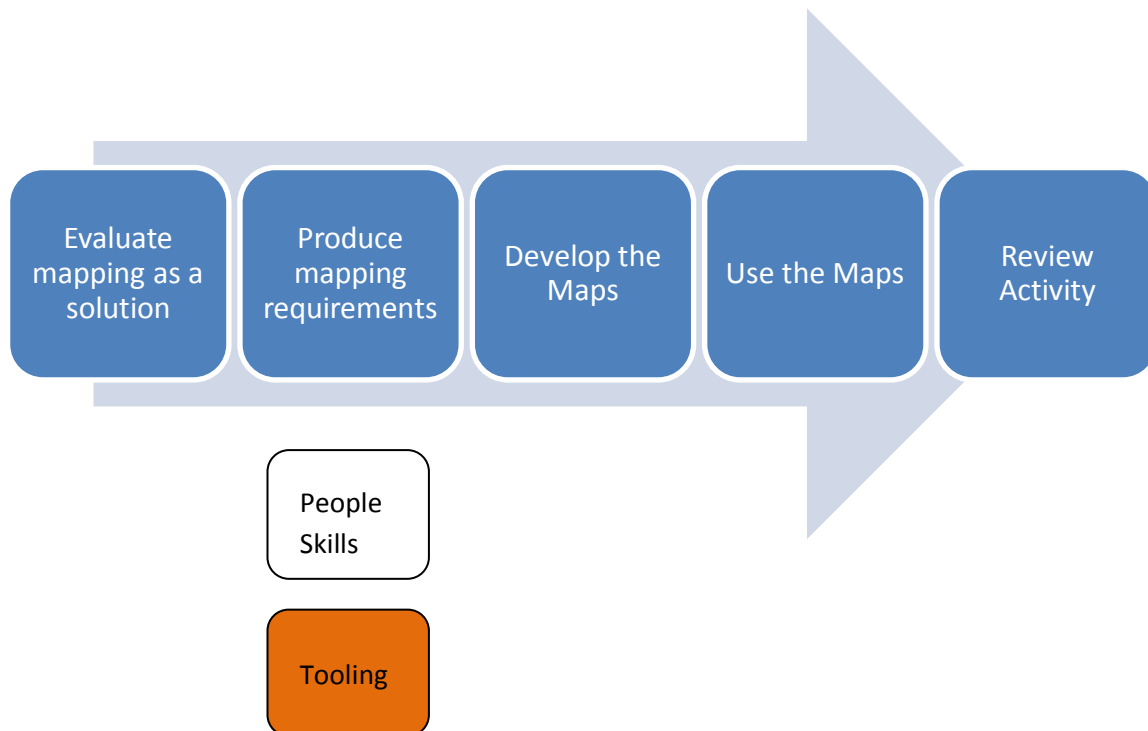 Evaluate
mapping as a
solution
Produce
mapping
requirements
Develop the
Maps
Use the Maps
Review
Activity
People
Skills
Tooling